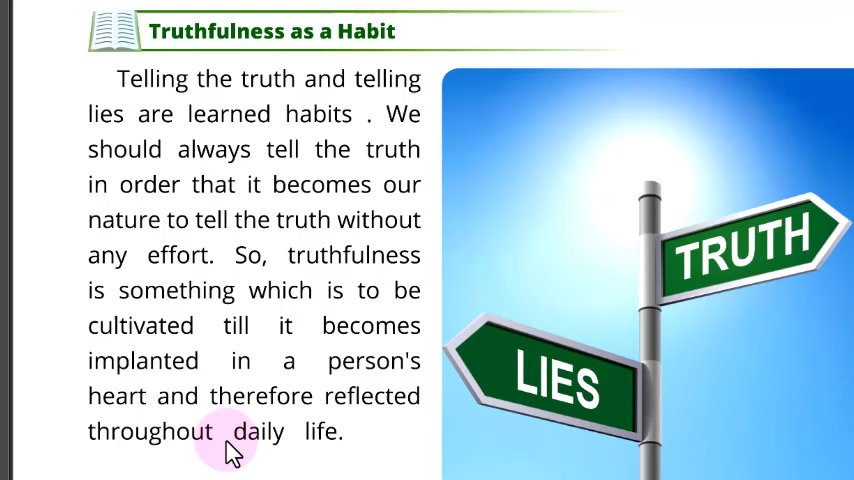 Truthfulness as a Habit
Telling the truth and telling
lies are learned habits . We
should always tell the truth
in order that it becomes our
nature to tell the truth without
any effort. So, truthfulness
is something which is to be
cultivated till it becomes
implanted in a person's
heart and therefore reflected
throughout daily life.
TRUTH
LIES